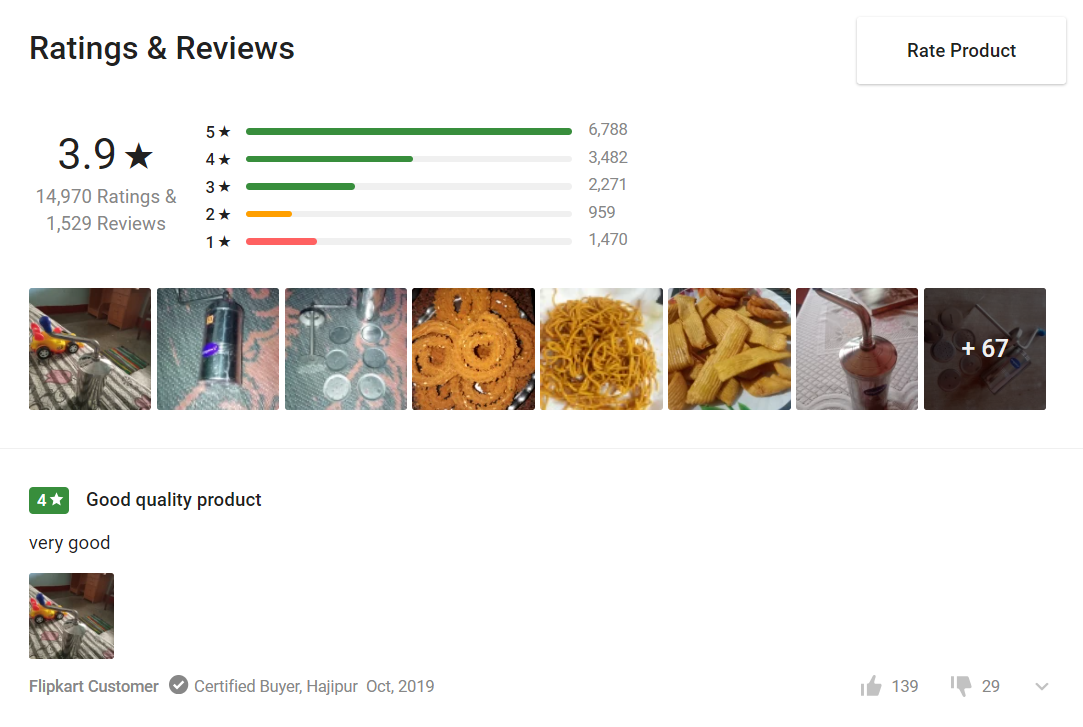 Ratings & Reviews
Rate Product
3.9 ★
14,970 Ratings &
1,529 Reviews
5 ★ 6,788
4 ★ 3,482
3 ★ 2,271
2 ★ 959
1 ★ 1,470
+ 67
4 ★ Good quality product
very good
Flipkart Customer Certified Buyer, Hajipur Oct, 2019
139 29